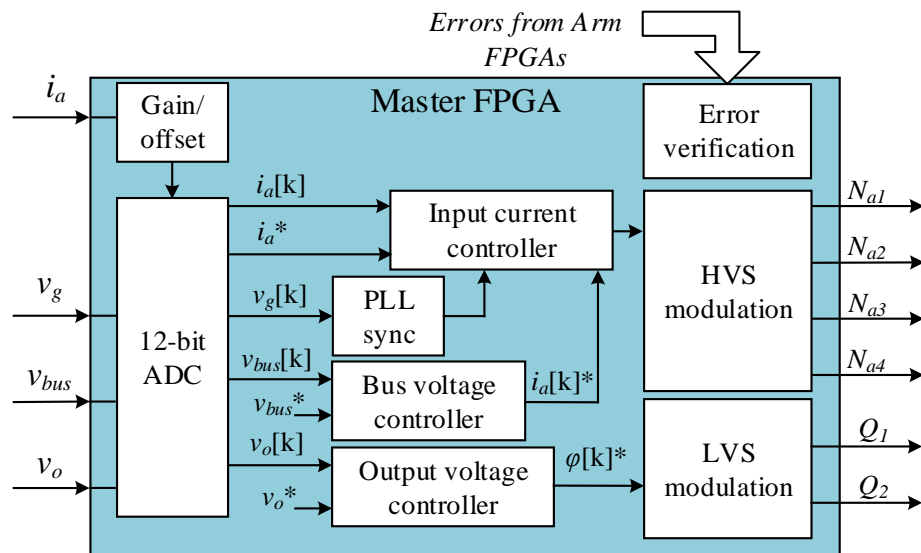 Errors from Arm
FPGAs
Master FPGA
i_a
Gain/
offset
Error
verification
i_a[k]
i_a*
Input current
controller
N_a1
N_a2
HVS
modulation
N_a3
N_a4
v_g
12-bit
ADC
v_g[k]
PLL
sync
v_bus
v_bus[k]
v_bus*
Bus voltage
controller
i_a[k]*
v_o
v_o[k]
v_o*
Output voltage
controller
φ[k]*
LVS
modulation
Q_1
Q_2